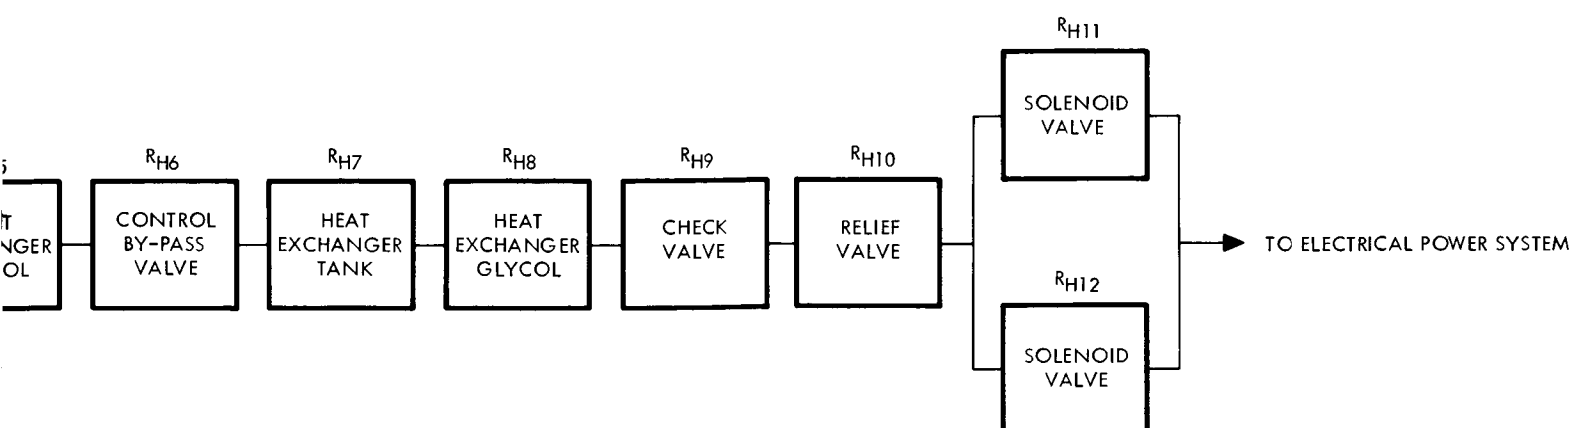 RH11
SOLENOID
VALVE
RH6
CONTROL
BY-PASS
VALVE
RH7
HEAT
EXCHANGER
TANK
RH8
HEAT
EXCHANGER
GLYCOL
RH9
CHECK
VALVE
RH10
RELIEF
VALVE
TO ELECTRICAL POWER SYSTEM
RH12
SOLENOID
VALVE